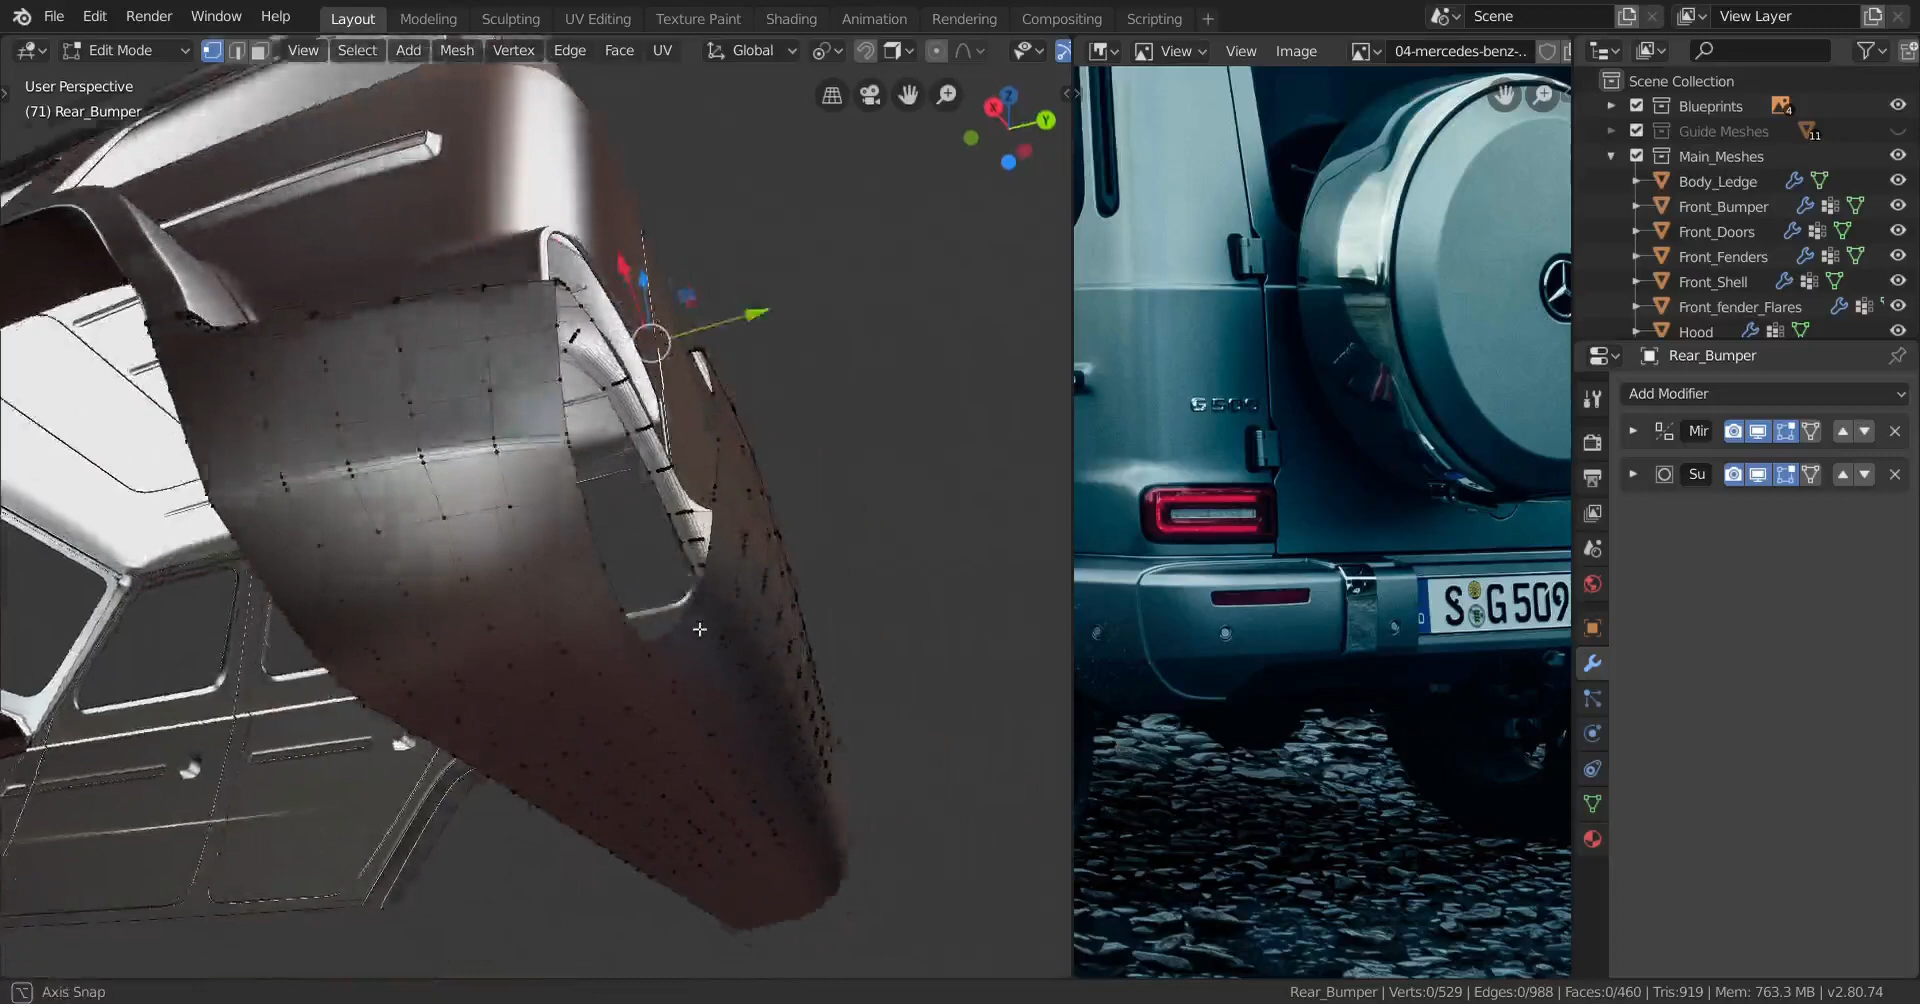 File Edit Render Window Help Layout Modeling Sculpting UV Editing Texture Paint Shading Animation Rendering Compositing Scripting Scene View Layer
Edit Mode View Select Add Mesh Vertex Edge Face UV Global View View Image 04-mercedes-benz-..
User Perspective
(71) Rear_Bumper
X
Y
Z
Scene Collection
Blueprints 4
Guide Meshes 11
Main_Meshes
Body_Ledge
Front_Bumper
Front_Doors
Front_Fenders
Front_Shell
Front_fender_Flares
Hood
Rear_Bumper
Add Modifier
Mir
Su
G 500
S G 509
Axis Snap
Rear_Bumper | Verts:0/529 | Edges:0/988 | Faces:0/460 | Tris:919 | Mem: 763.3 MB | v2.80.74